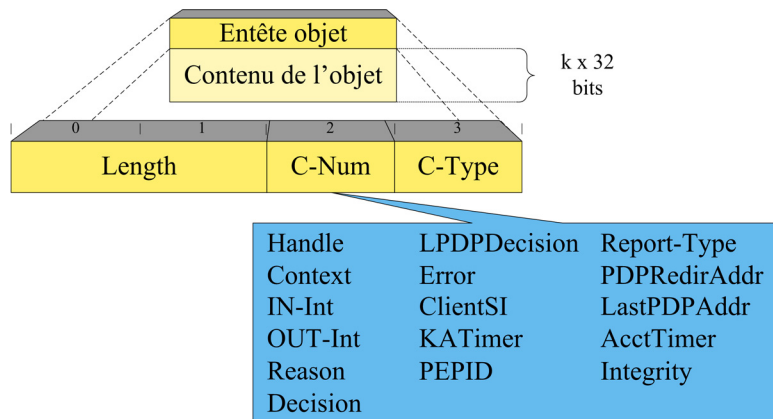 Entête objet
Contenu de l'objet
k x 32
bits
| 0 | 1 | 2 | 3 |
Length C-Num C-Type
Handle LPDPDecision Report-Type
Context Error PDPRedirAddr
IN-Int ClientSI LastPDPAddr
OUT-Int KATimer AcctTimer
Reason PEPID Integrity
Decision